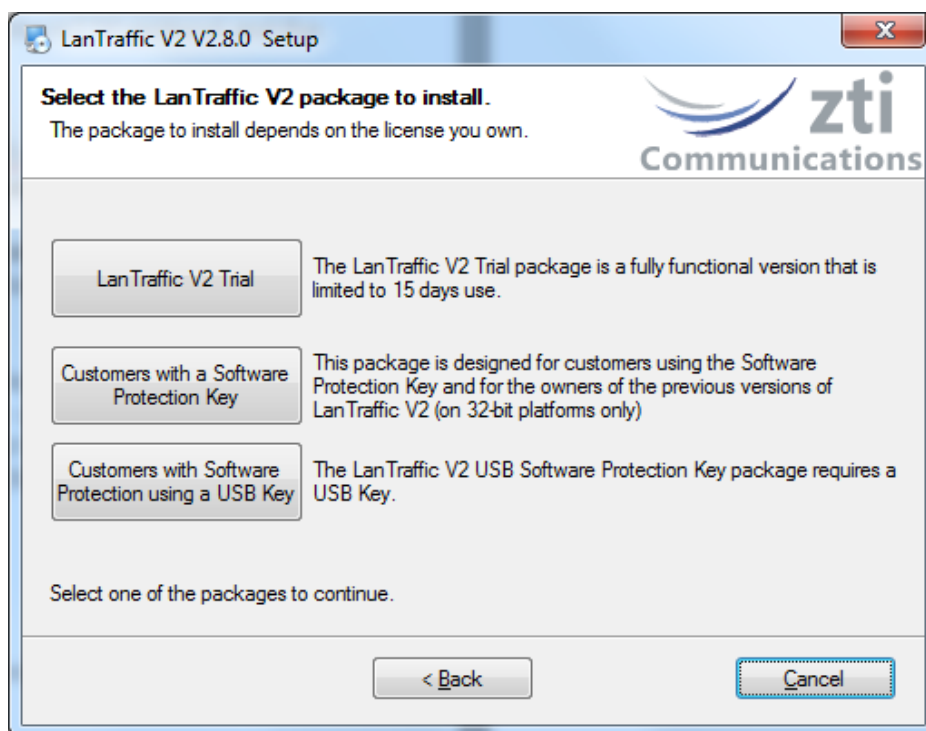 LanTraffic V2 V2.8.0 Setup
Select the LanTraffic V2 package to install.
The package to install depends on the license you own.
zti
Communications
LanTraffic V2 Trial
The LanTraffic V2 Trial package is a fully functional version that is
limited to 15 days use.
Customers with a Software
Protection Key
This package is designed for customers using the Software
Protection Key and for the owners of the previous versions of
LanTraffic V2 (on 32-bit platforms only)
Customers with Software
Protection using a USB Key
The LanTraffic V2 USB Software Protection Key package requires a
USB Key.
Select one of the packages to continue.
< Back
Cancel